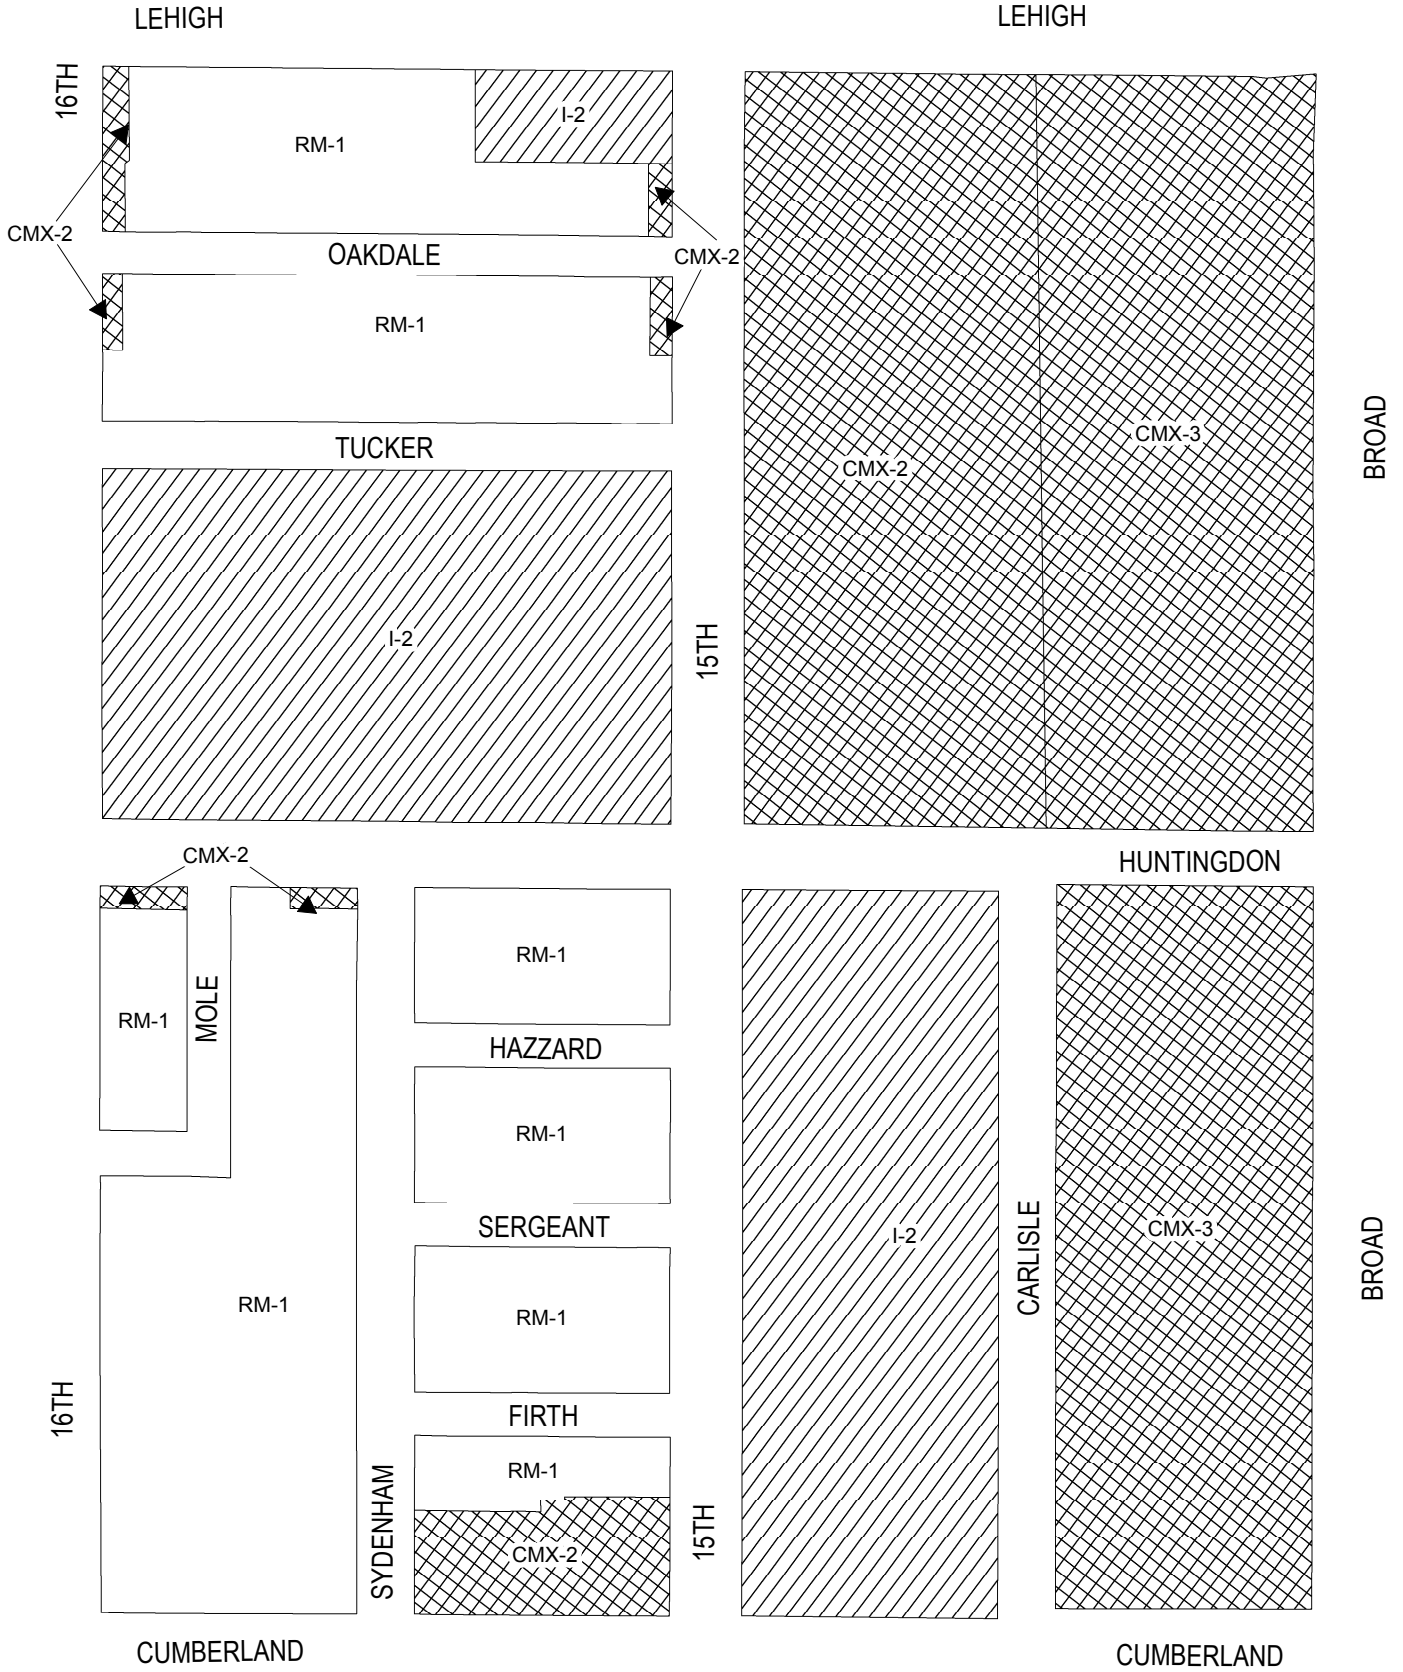 LEHIGH
LEHIGH
16TH
I-2
RM-1
CMX-2
OAKDALE
CMX-2
RM-1
BROAD
CMX-3
TUCKER
CMX-2
I-2
15TH
CMX-2
HUNTINGDON
RM-1
MOLE
RM-1
HAZZARD
RM-1
SERGEANT
I-2
CARLISLE
CMX-3
BROAD
RM-1
RM-1
16TH
FIRTH
RM-1
SYDENHAM
15TH
CMX-2
CUMBERLAND
CUMBERLAND